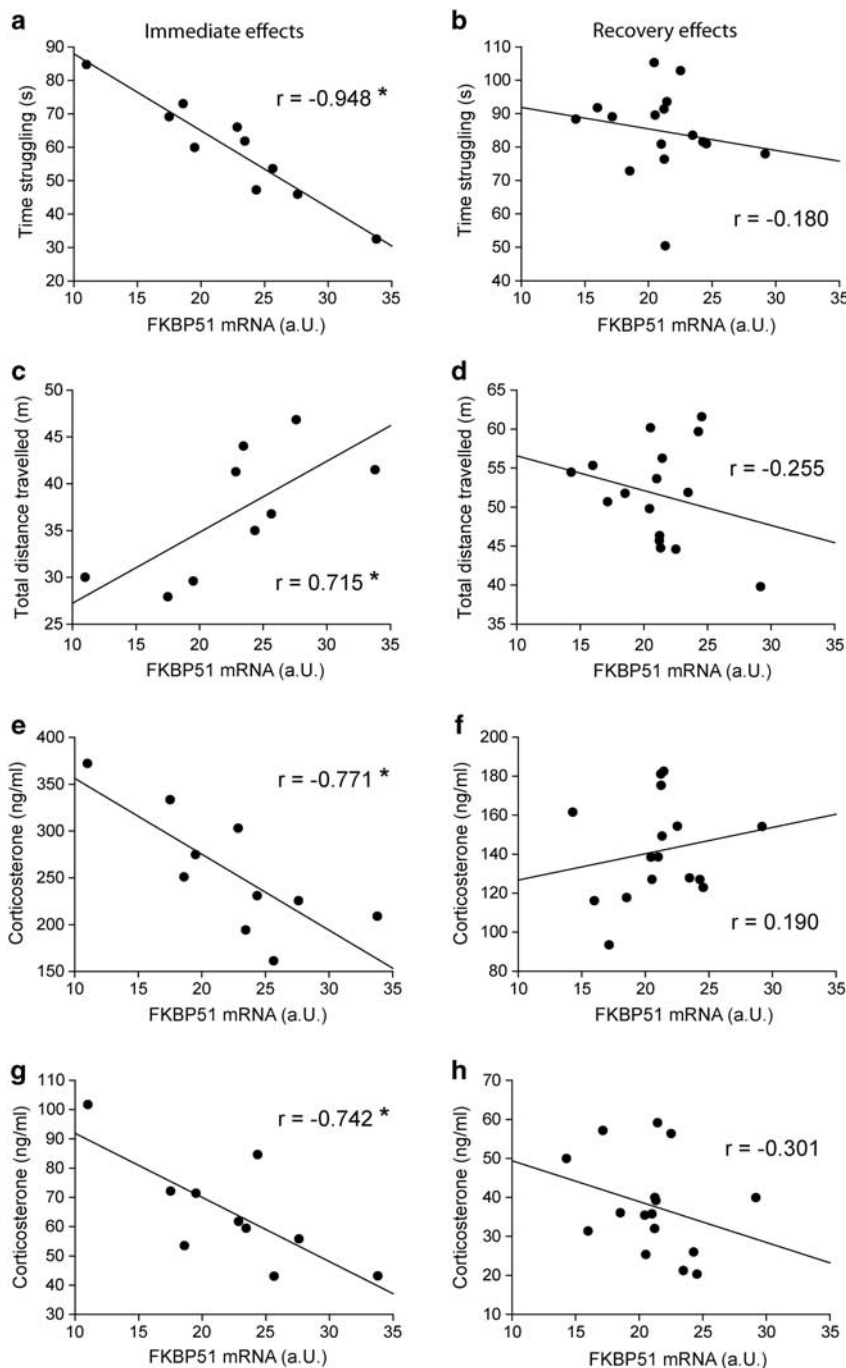 a
Immediate effects
90
80
70
60
50
40
30
20
Time struggling (s)
r = -0.948 *
10 15 20 25 30 35
FKBP51 mRNA (a.U.)
b
Recovery effects
110
100
90
80
70
60
50
40
Time struggling (s)
r = -0.180
10 15 20 25 30 35
FKBP51 mRNA (a.U.)
c
50
45
40
35
30
25
Total distance travelled (m)
r = 0.715 *
10 15 20 25 30 35
FKBP51 mRNA (a.U.)
d
65
60
55
50
45
40
35
Total distance travelled (m)
r = -0.255
10 15 20 25 30 35
FKBP51 mRNA (a.U.)
e
400
350
300
250
200
150
Corticosterone (ng/ml)
r = -0.771 *
10 15 20 25 30 35
FKBP51 mRNA (a.U.)
f
200
180
160
140
120
100
80
Corticosterone (ng/ml)
r = 0.190
10 15 20 25 30 35
FKBP51 mRNA (a.U.)
g
110
100
90
80
70
60
50
40
30
Corticosterone (ng/ml)
r = -0.742 *
10 15 20 25 30 35
FKBP51 mRNA (a.U.)
h
70
60
50
40
30
20
10
Corticosterone (ng/ml)
r = -0.301
10 15 20 25 30 35
FKBP51 mRNA (a.U.)